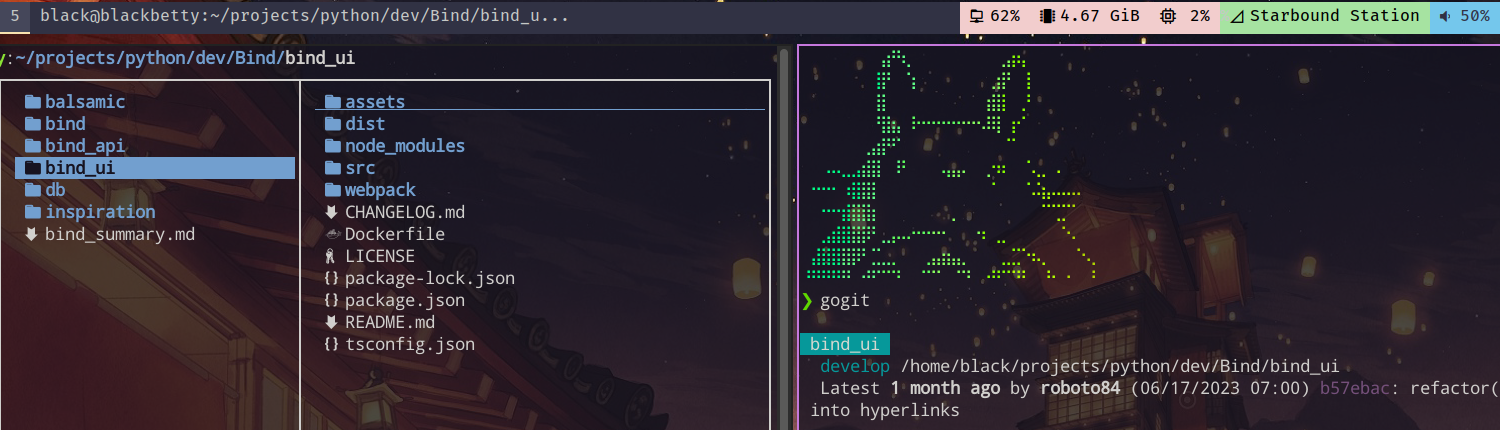 5 black@blackbetty:~/projects/python/dev/Bind/bind_u... 62% 4.67 GiB 2% Starbound Station 50%
:~/projects/python/dev/Bind/bind_ui
balsamic
bind
bind_api
bind_ui
db
inspiration
bind_summary.md
assets
dist
node_modules
src
webpack
CHANGELOG.md
Dockerfile
LICENSE
{} package-lock.json
{} package.json
README.md
{} tsconfig.json
❯ gogit
bind_ui
develop /home/black/projects/python/dev/Bind/bind_ui
Latest 1 month ago by roboto84 (06/17/2023 07:00) b57ebac: refactor(
into hyperlinks